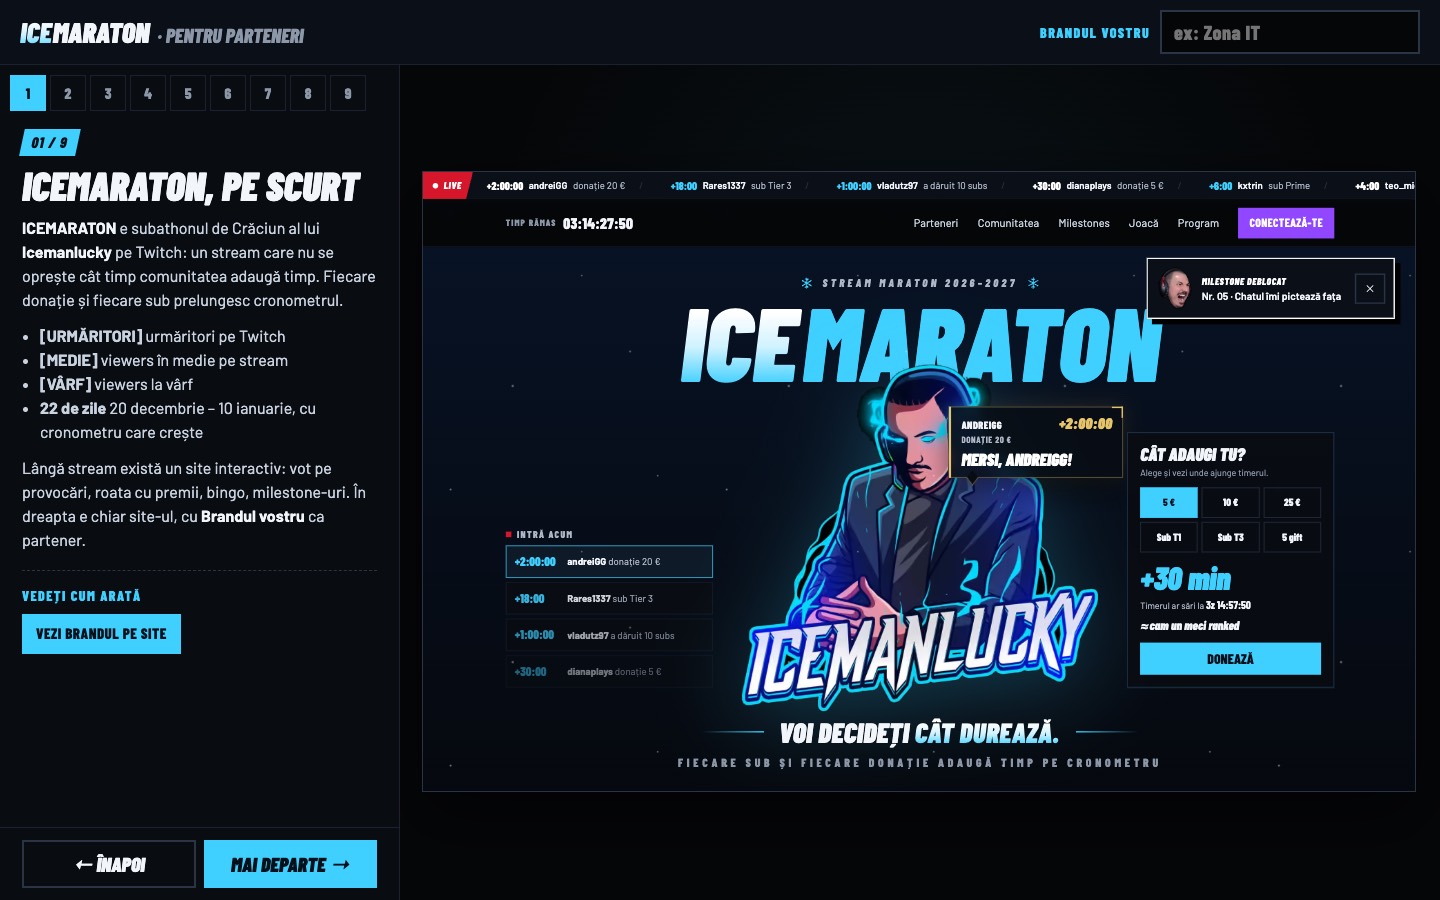 ICEMARATON · PENTRU PARTENERI
BRANDUL VOSTRU
ex: Zona IT
1 2 3 4 5 6 7 8 9
01 / 9
ICEMARATON, PE SCURT
ICEMARATON e subathonul de Crăciun al lui
Icemanlucky pe Twitch: un stream care nu se
oprește cât timp comunitatea adaugă timp. Fiecare
donație și fiecare sub prelungesc cronometrul.
• [URMĂRITORI] urmăritori pe Twitch
• [MEDIE] viewers în medie pe stream
• [VÂRF] viewers la vârf
• 22 de zile 20 decembrie – 10 ianuarie, cu
cronometru care crește
Lângă stream există un site interactiv: vot pe
provocări, roata cu premii, bingo, milestone-uri. În
dreapta e chiar site-ul, cu Brandul vostru ca
partener.
VEDEȚI CUM ARATĂ
VEZI BRANDUL PE SITE
← ÎNAPOI
MAI DEPARTE →
LIVE
+2:00:00 andreiGG donație 20 € / +18:00 Rares1337 sub Tier 3 / +1:00:00 vladutz97 a dăruit 10 subs / +30:00 dianaplays donație 5 € / +6:00 kxtrin sub Prime / +4:00 teo_mi
TIMP RĂMAS 03:14:27:50
Parteneri Comunitatea Milestones Joacă Program CONECTEAZĂ-TE
MILESTONE DEBLOCAT
Nr. 05 · Chatul îmi pictează fața
×
STREAM MARATON 2026-2027
ICEMARATON
ANDREIGG +2:00:00
DONAȚIE 20 €
MERSI, ANDREIGG!
INTRĂ ACUM
+2:00:00 andreiGG donație 20 €
+18:00 Rares1337 sub Tier 3
+1:00:00 vladutz97 a dăruit 10 subs
+30:00 dianaplays donație 5 €
ICEMANLUCKY
CÂT ADAUGI TU?
Alege și vezi unde ajunge timerul.
5 € 10 € 25 €
Sub T1 Sub T3 5 gift
+30 min
Timerul ar sări la 3z 14:57:50
≈ cam un meci ranked
DONEAZĂ
VOI DECIDEȚI CÂT DUREAZĂ.
FIECARE SUB ȘI FIECARE DONAȚIE ADAUGĂ TIMP PE CRONOMETRU